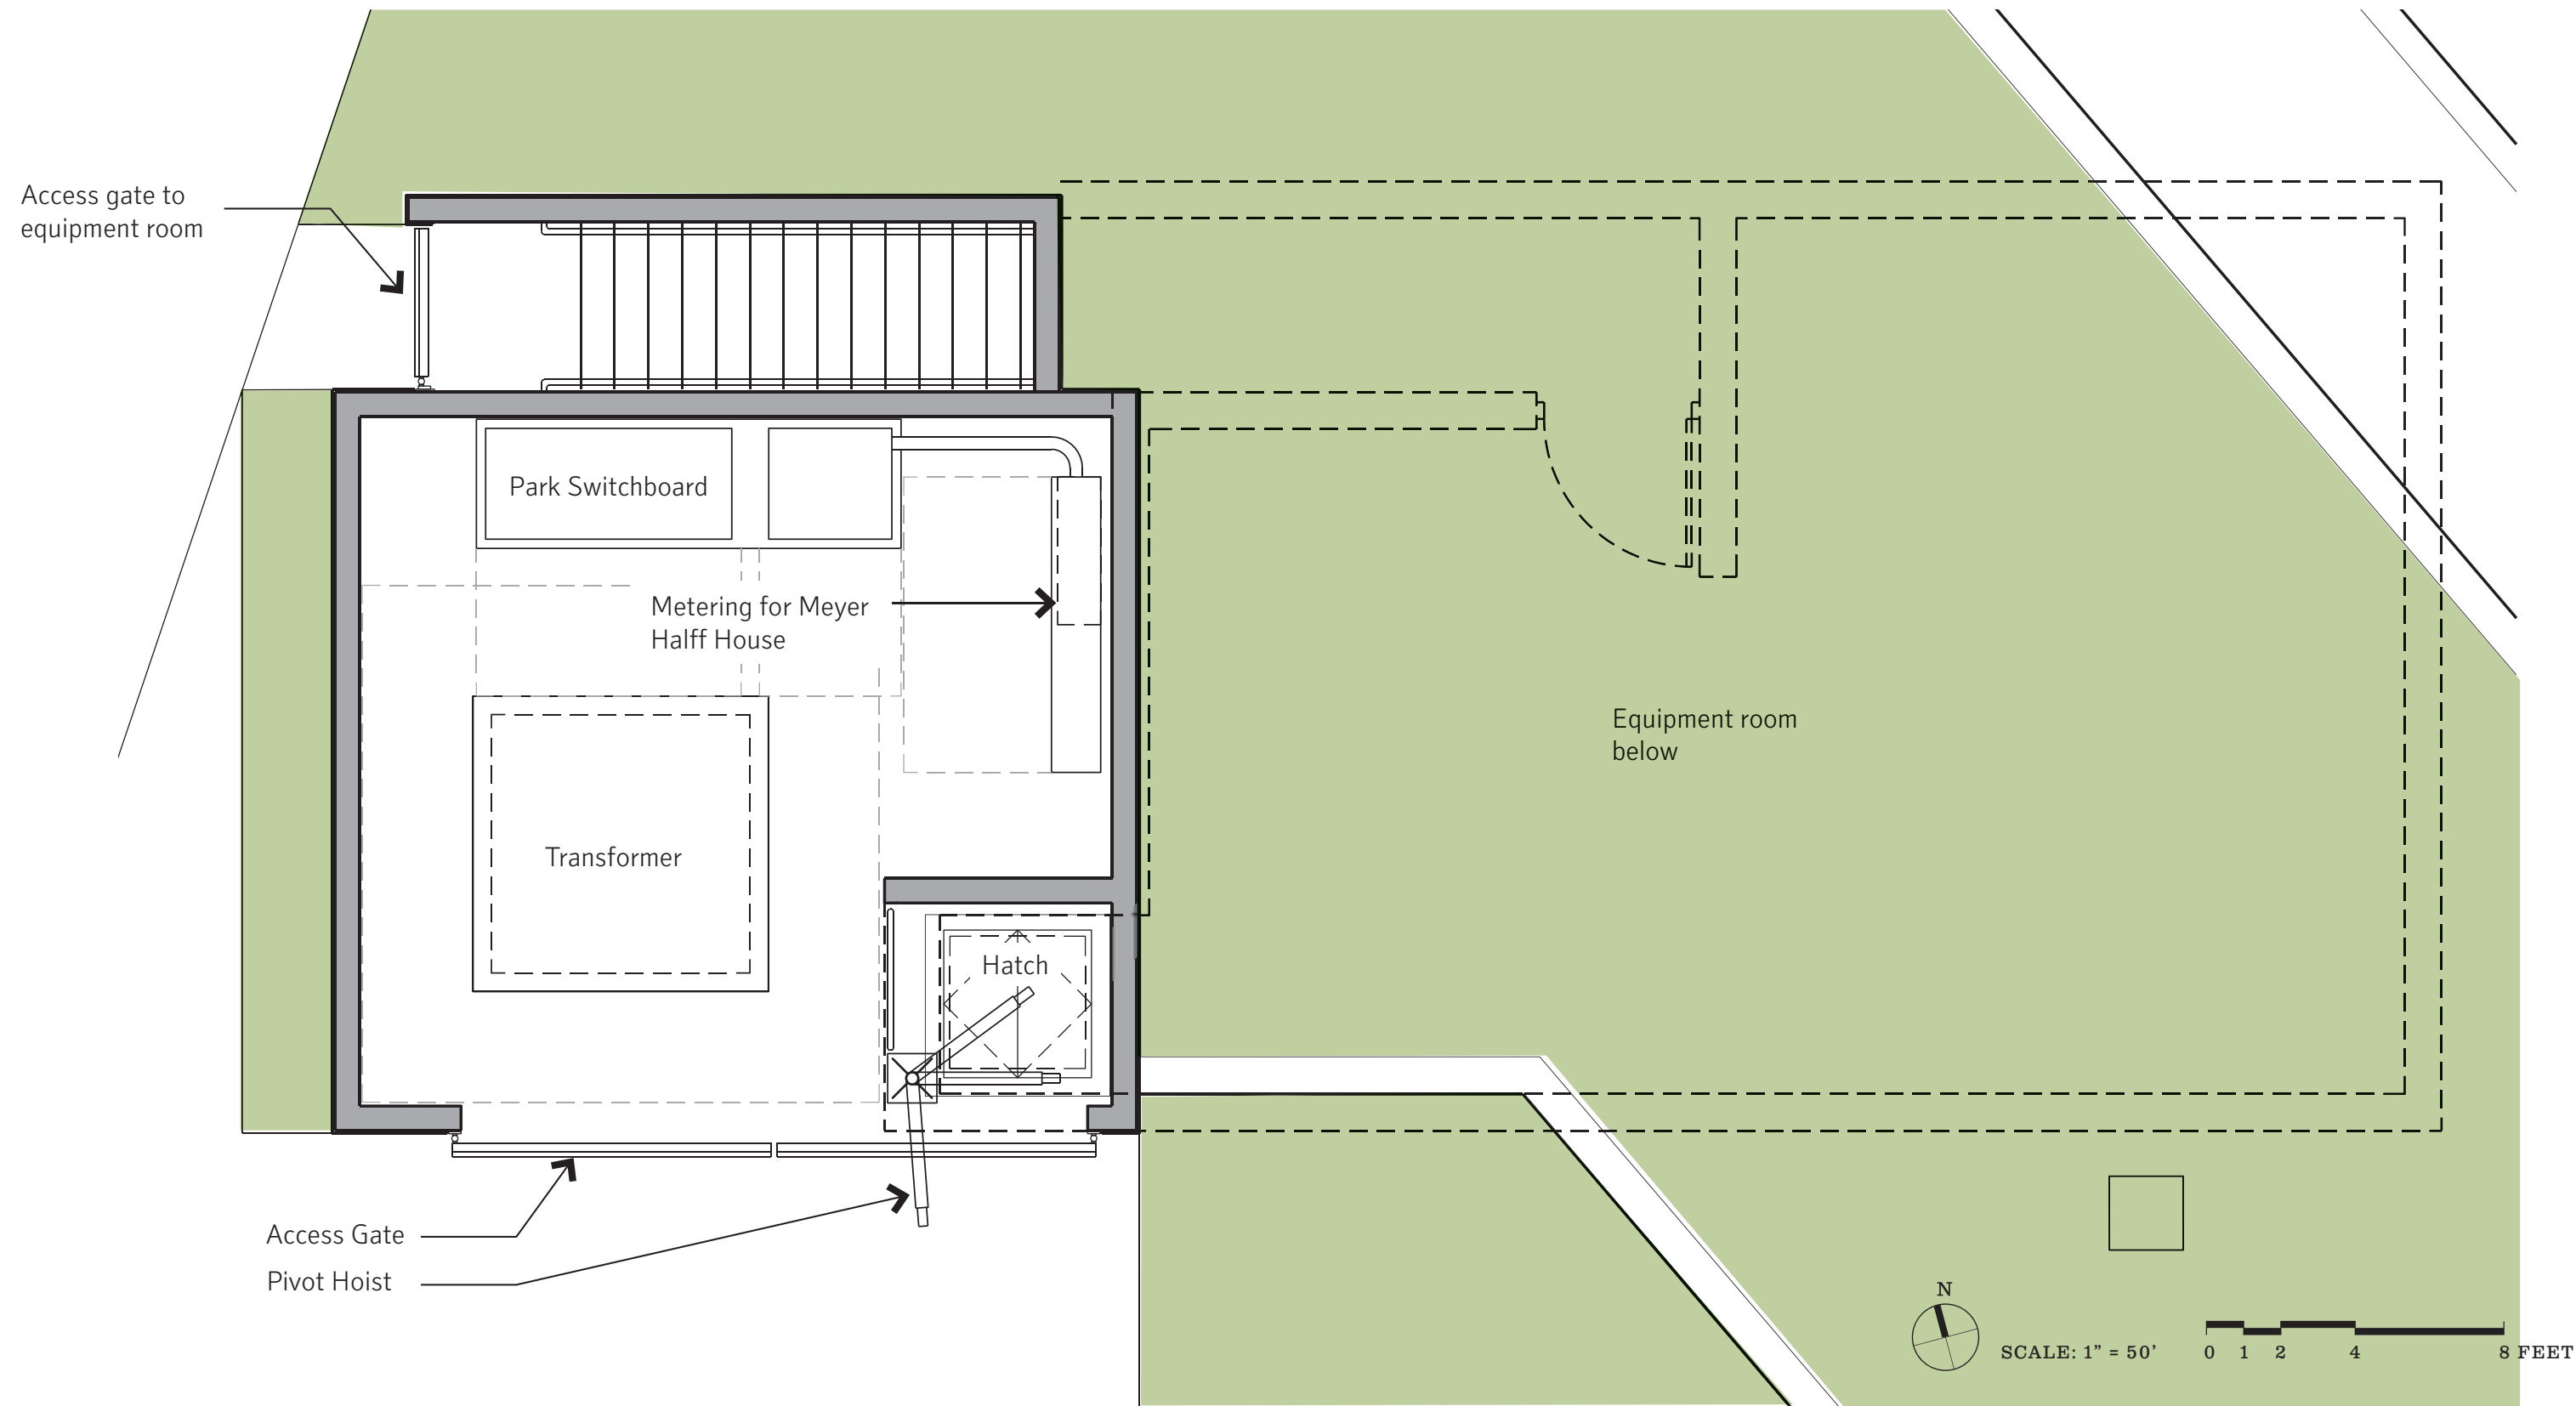 Access gate to
equipment room
Park Switchboard
Metering for Meyer
Halff House
Equipment room
below
Transformer
Hatch
Access Gate
Pivot Hoist
N
SCALE: 1” = 50’
0 1 2 4 8 FEET